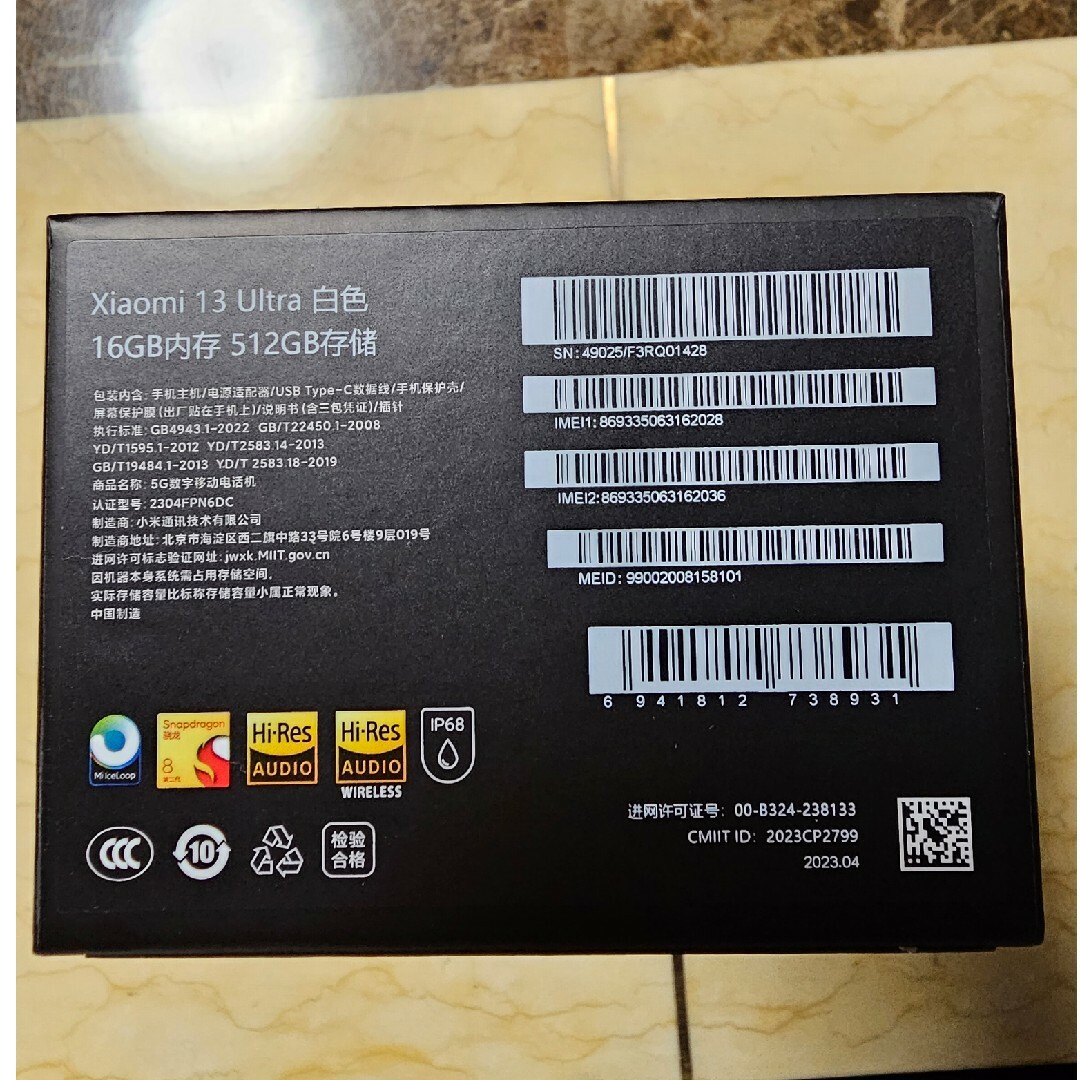 Xiaomi 13 Ultra 白色
16GB内存 512GB存储
包装内含: 手机主机/电源适配器/USB Type-C数据线/手机保护壳/
屏幕保护膜(出厂贴在手机上)/说明书(含三包凭证)/插针
执行标准: GB4943.1-2022 GB/T22450.1-2008
YD/T1595.1-2012 YD/T2583.14-2013
GB/T19484.1-2013 YD/T 2583.18-2019
商品名称: 5G数字移动电话机
认证型号: 2304FPN6DC
制造商: 小米通讯技术有限公司
制造商地址: 北京市海淀区西二旗中路33号院6号楼9层019号
进网许可标志验证网址: jwxk.MIIT.gov.cn
因机器本身系统需占用存储空间,
实际存储容量比标称存储容量小属正常现象。
中国制造
SN: 49025/F3RQ01428
IMEI1: 869335063162028
IMEI2: 869335063162036
MEID: 99002008158101
6 941812 738931
Mi IceLoop
Snapdragon
骁龙
8
第二代
Hi-Res
AUDIO
Hi-Res
AUDIO
WIRELESS
IP68
CCC
10
检验
合格
进网许可证号: 00-B324-238133
CMIIT ID: 2023CP2799
2023.04